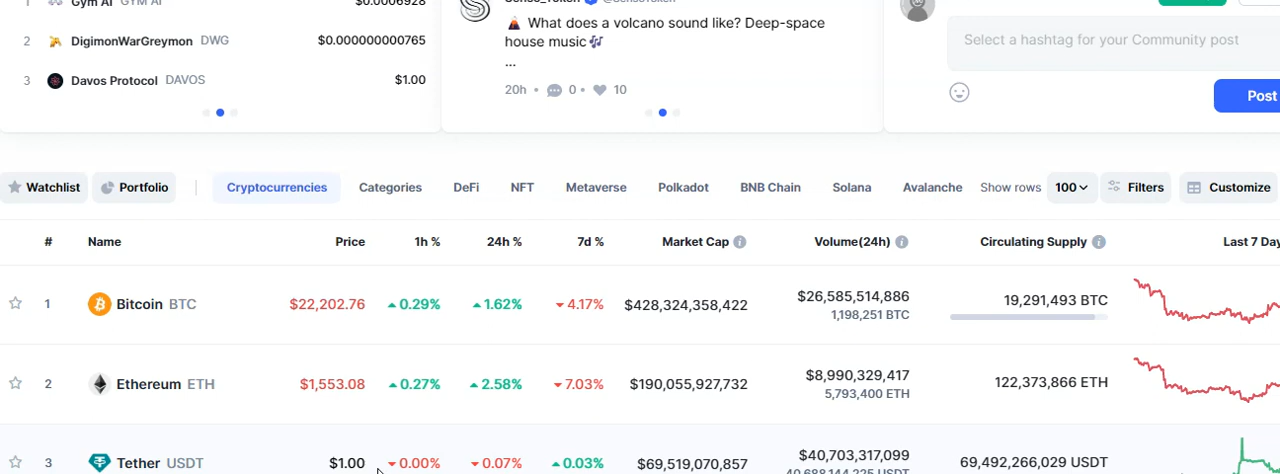 1 Gym AI GYM AI $0.0006928
2 DigimonWarGreymon DWG $0.000000000765
3 Davos Protocol DAVOS $1.00
🌋 What does a volcano sound like? Deep-space
house music🎶
...
20h • 0 • 10
Select a hashtag for your Community post
Post
Watchlist Portfolio | Cryptocurrencies Categories DeFi NFT Metaverse Polkadot BNB Chain Solana Avalanche Show rows 100 Filters Customize
# Name Price 1h % 24h % 7d % Market Cap Volume(24h) Circulating Supply Last 7 Day
1 Bitcoin BTC $22,202.76 0.29% 1.62% 4.17% $428,324,358,422 $26,585,514,886 19,291,493 BTC
1,198,251 BTC
2 Ethereum ETH $1,553.08 0.27% 2.58% 7.03% $190,055,927,732 $8,990,329,417 122,373,866 ETH
5,793,400 ETH
3 Tether USDT $1.00 0.00% 0.07% 0.03% $69,519,070,857 $40,703,317,099 69,492,266,029 USDT